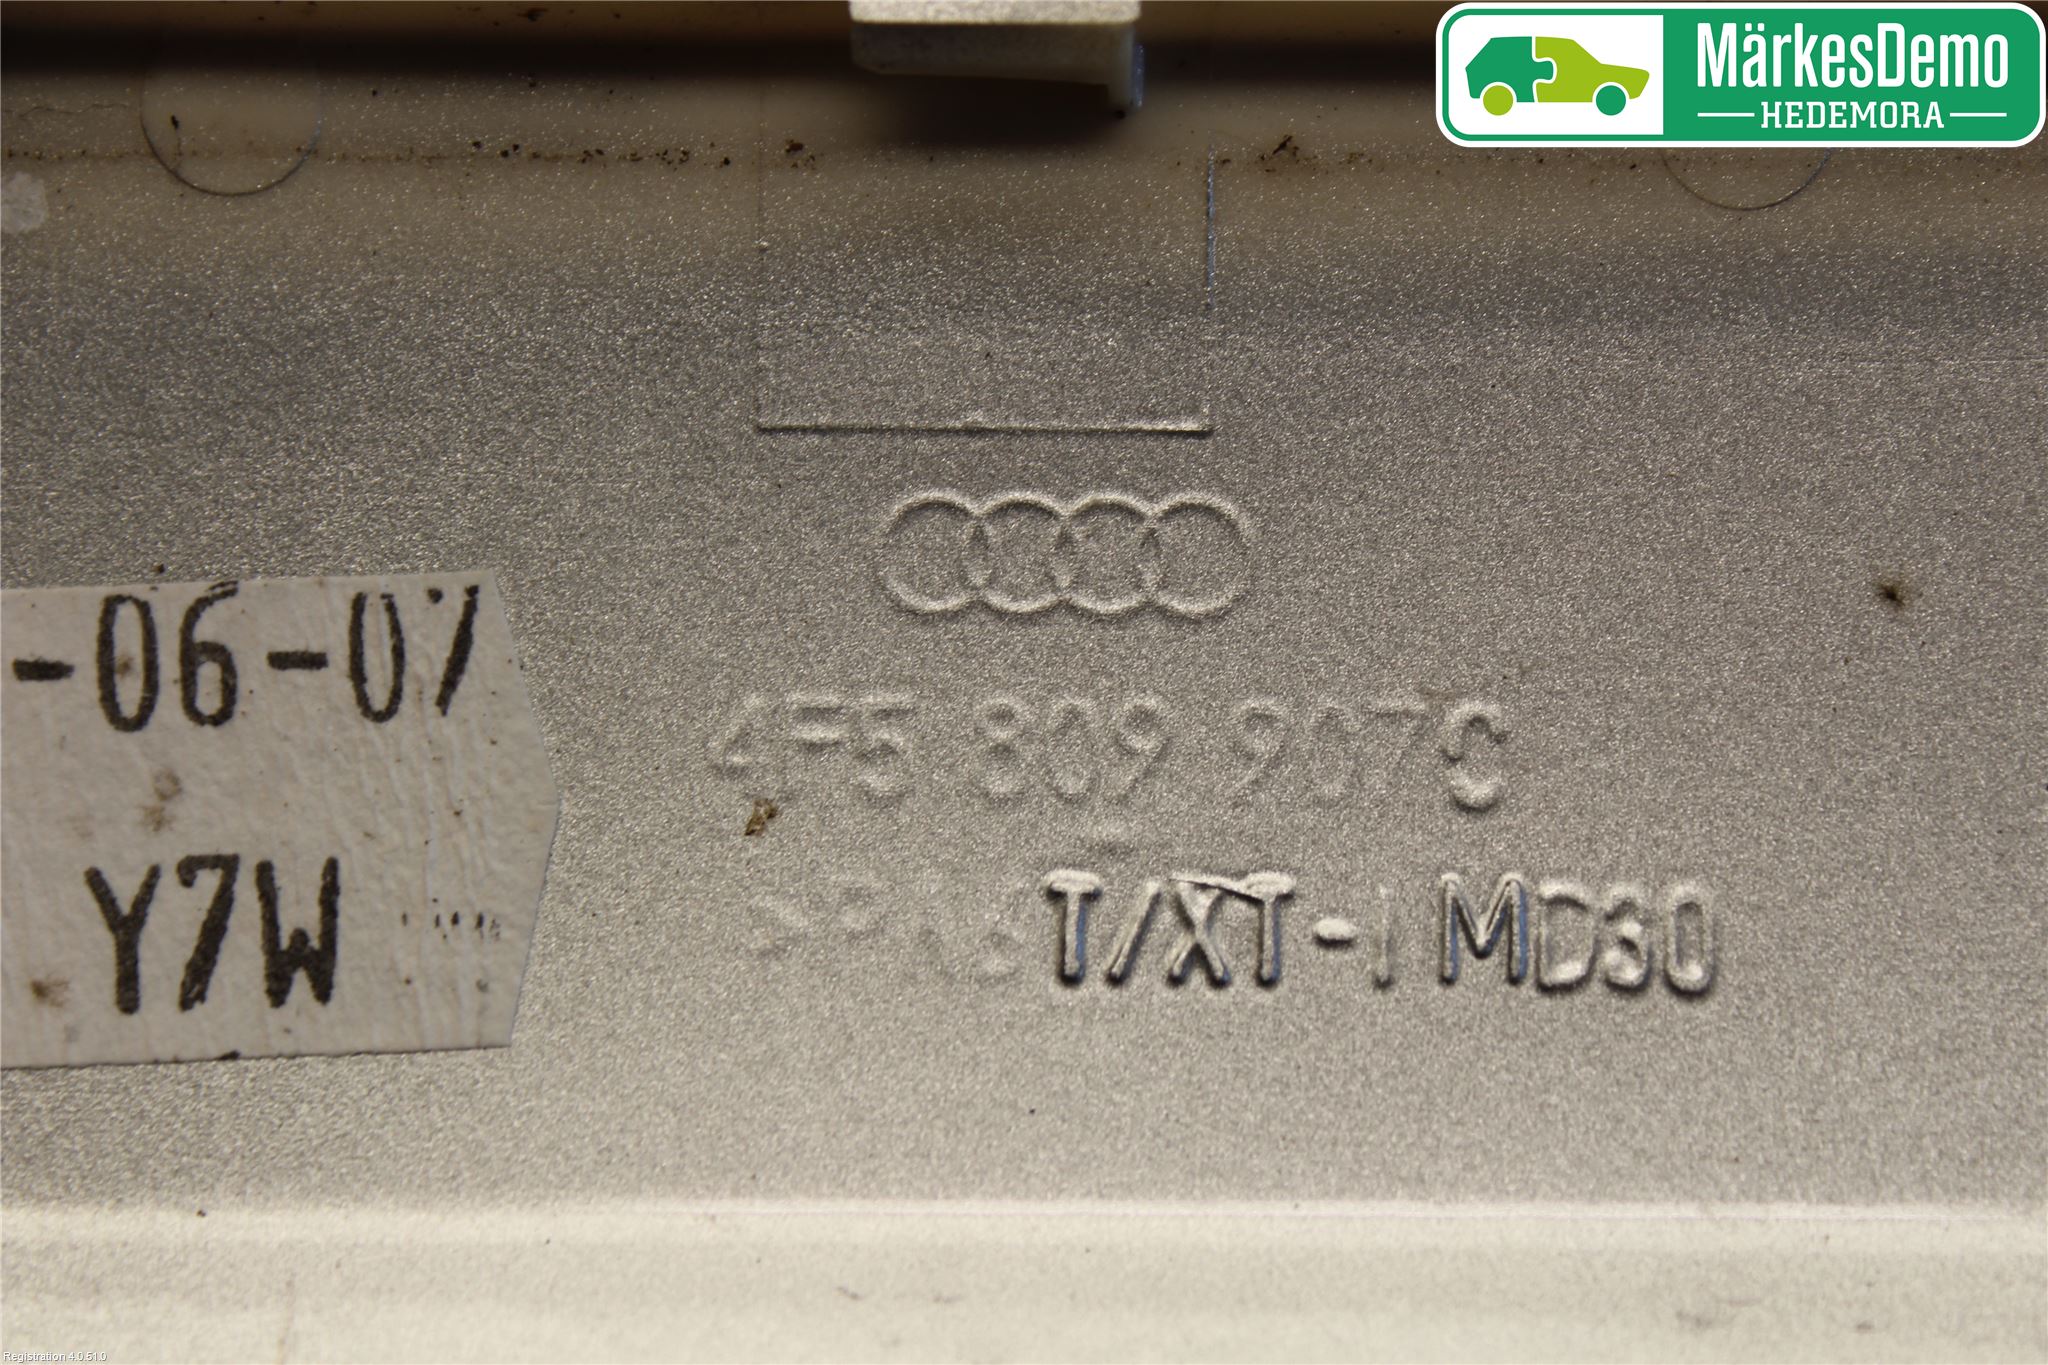 MärkesDemo
HEDEMORA
-06-07
4F5 809 907C
T/XT-I MD30
Y7W
Registration 4.0.51.0